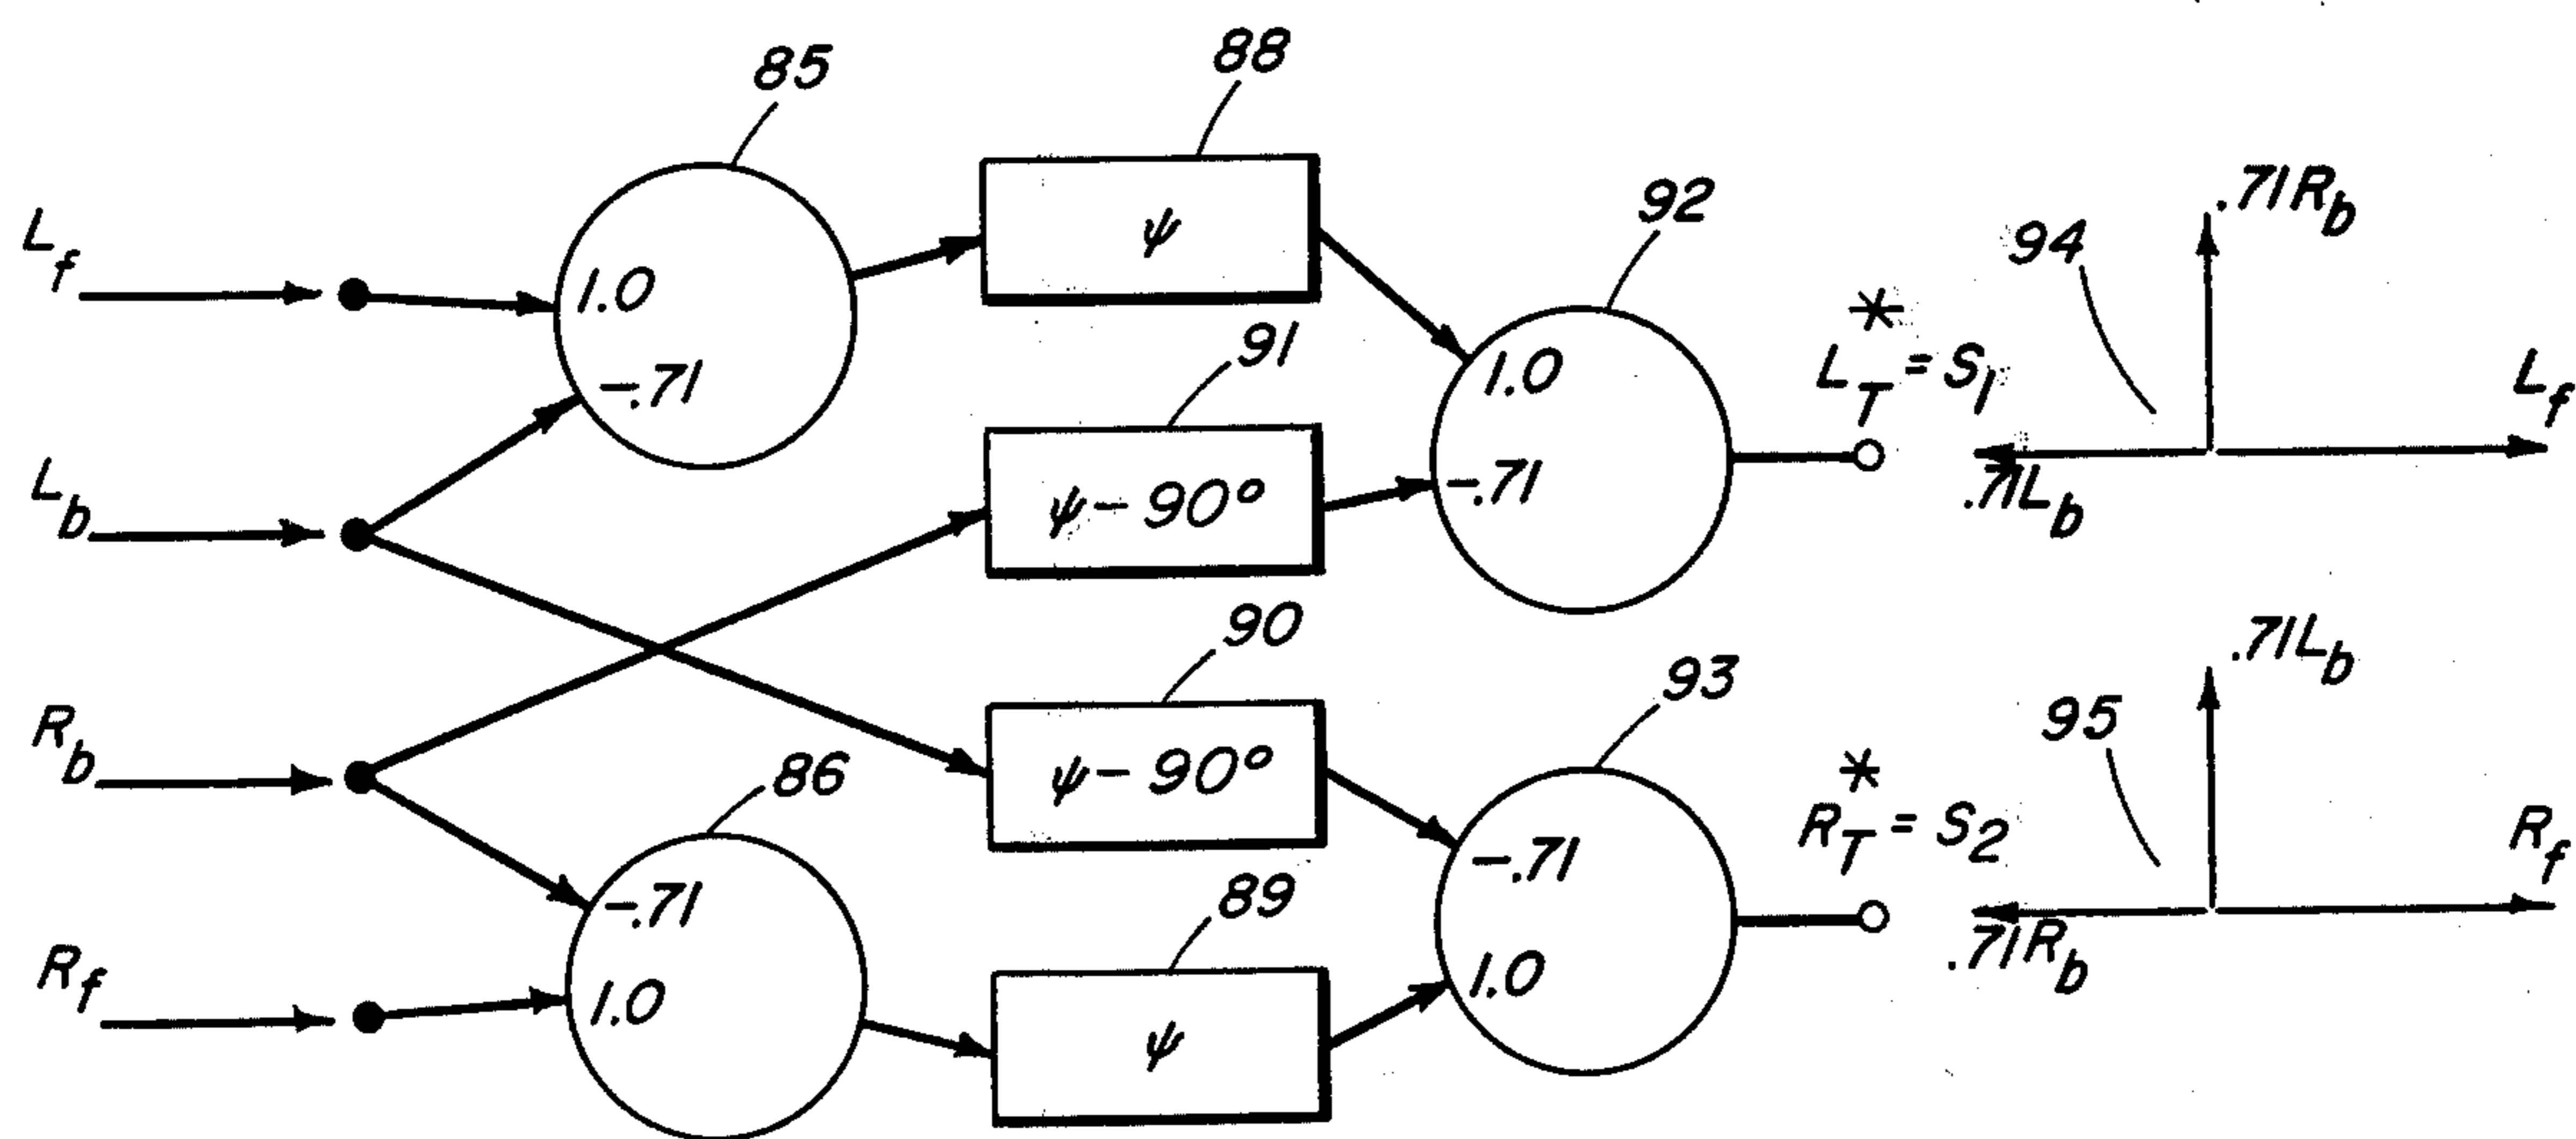 85
88
92
L_f
1.0
-.71
ψ
1.0
-.71
L_T* = S_1
94
.71R_b
L_f
.71L_b
91
L_b
ψ-90°
90
93
R_b
86
ψ-90°
-.71
1.0
R_T* = S_2
95
.71L_b
R_f
.71R_b
89
R_f
-.71
1.0
ψ